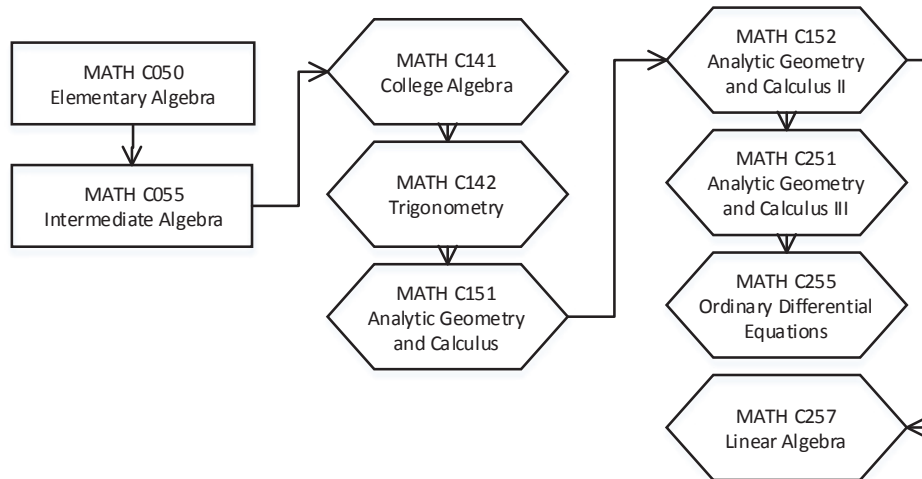 MATH C050
Elementary Algebra
MATH C055
Intermediate Algebra
MATH C141
College Algebra
MATH C142
Trigonometry
MATH C151
Analytic Geometry
and Calculus
MATH C152
Analytic Geometry
and Calculus II
MATH C251
Analytic Geometry
and Calculus III
MATH C255
Ordinary Differential
Equations
MATH C257
Linear Algebra